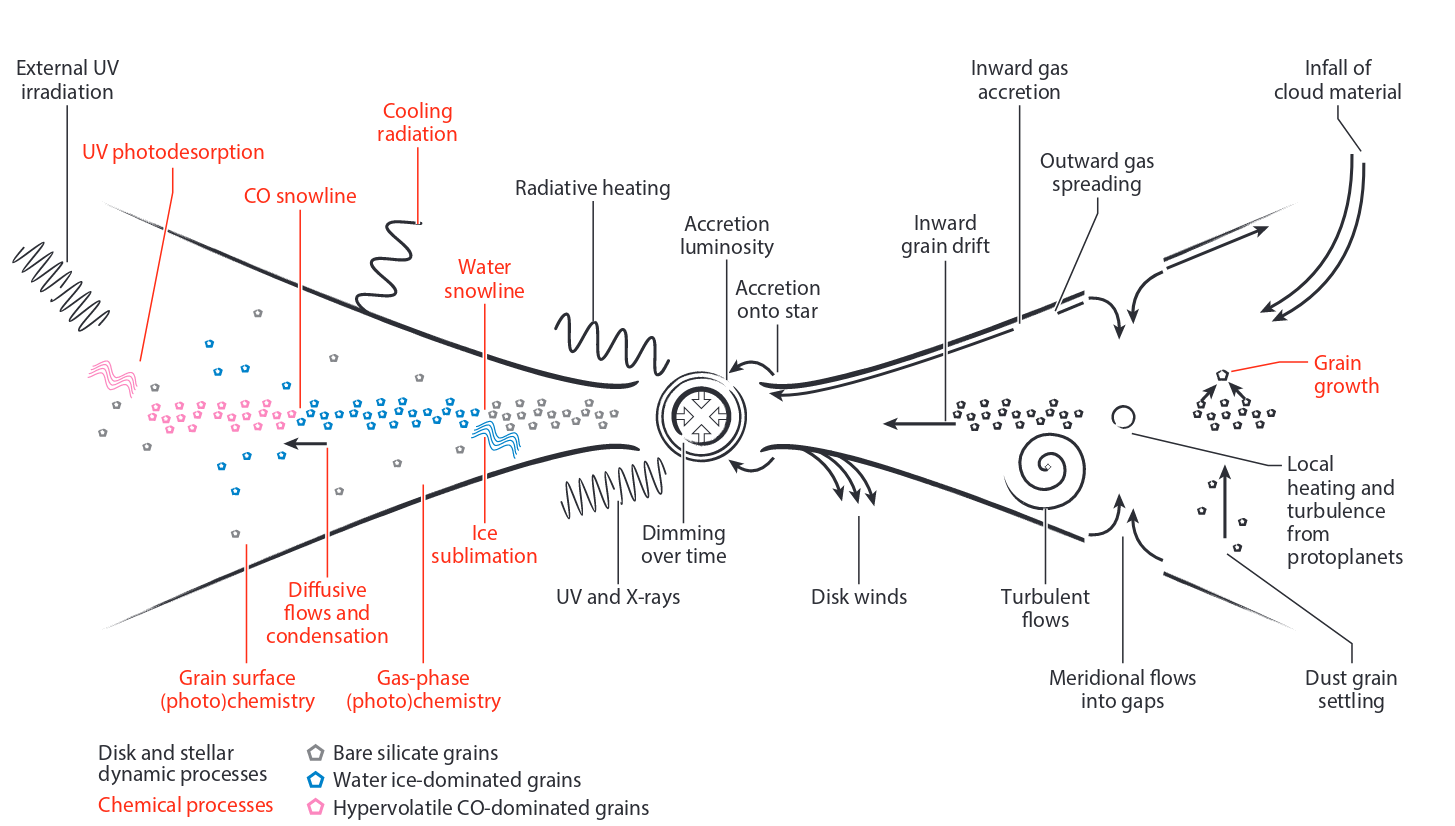 External UV
irradiation
UV photodesorption
CO snowline
Cooling
radiation
Water
snowline
Radiative heating
Accretion
luminosity
Accretion
onto star
Inward
grain drift
Inward gas
accretion
Outward gas
spreading
Infall of
cloud material
Grain
growth
Local
heating and
turbulence
from
protoplanets
Ice
sublimation
Dimming
over time
UV and X-rays
Disk winds
Turbulent
flows
Diffusive
flows and
condensation
Grain surface
(photo)chemistry
Gas-phase
(photo)chemistry
Meridional flows
into gaps
Dust grain
settling
Disk and stellar
dynamic processes
Chemical processes
Bare silicate grains
Water ice-dominated grains
Hypervolatile CO-dominated grains